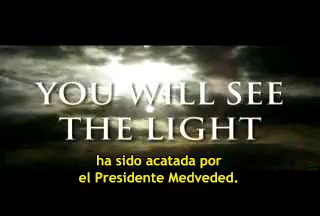 YOU WILL SEE
THE LIGHT
ha sido acatada por
el Presidente Medveded.